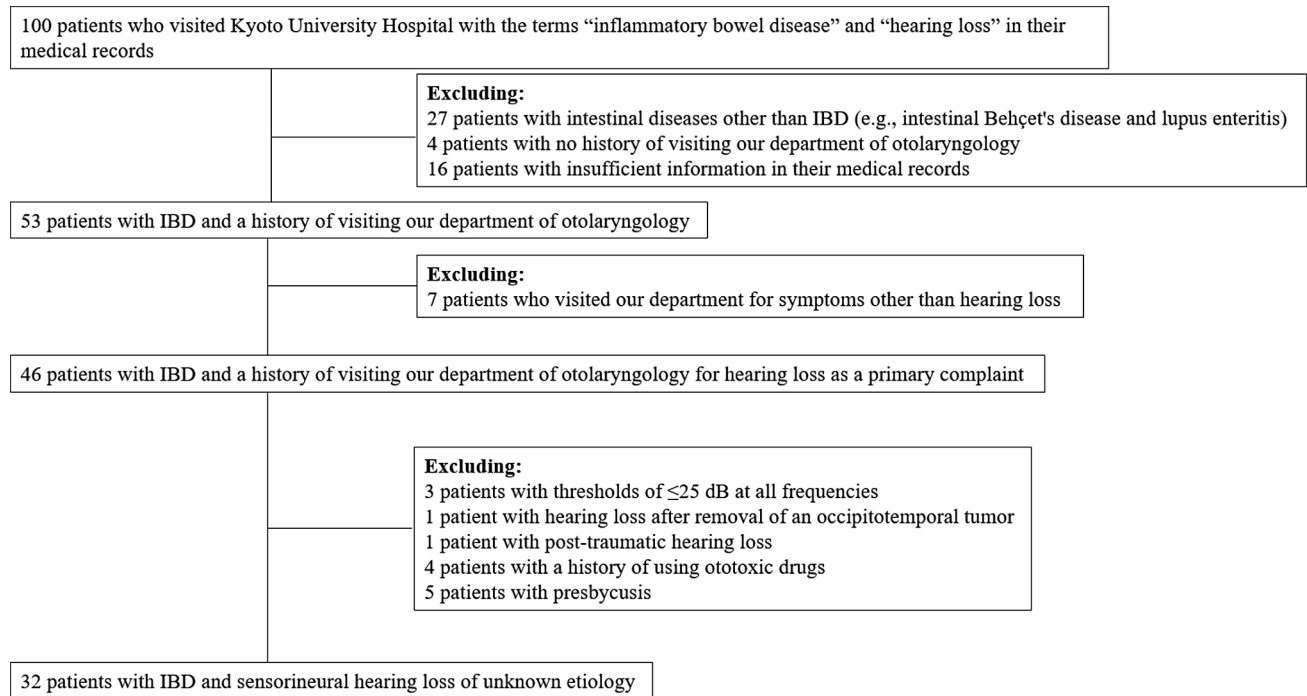 100 patients who visited Kyoto University Hospital with the terms “inflammatory bowel disease” and “hearing loss” in their
medical records
Excluding:
27 patients with intestinal diseases other than IBD (e.g., intestinal Behçet's disease and lupus enteritis)
4 patients with no history of visiting our department of otolaryngology
16 patients with insufficient information in their medical records
53 patients with IBD and a history of visiting our department of otolaryngology
Excluding:
7 patients who visited our department for symptoms other than hearing loss
46 patients with IBD and a history of visiting our department of otolaryngology for hearing loss as a primary complaint
Excluding:
3 patients with thresholds of ≤25 dB at all frequencies
1 patient with hearing loss after removal of an occipitotemporal tumor
1 patient with post-traumatic hearing loss
4 patients with a history of using ototoxic drugs
5 patients with presbycusis
32 patients with IBD and sensorineural hearing loss of unknown etiology